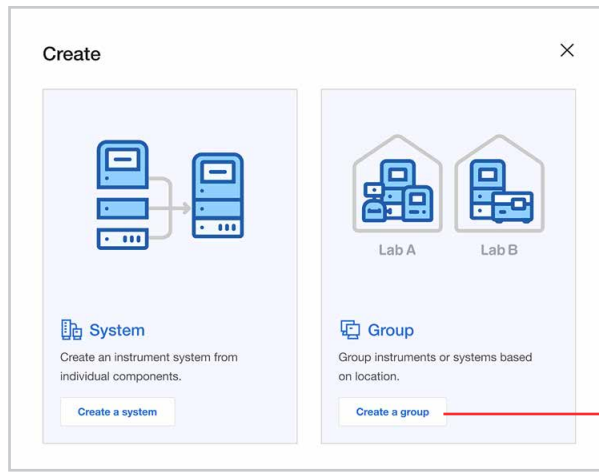 Create
Lab A
Lab B
System
Create an instrument system from
individual components.
Create a system
Group
Group instruments or systems based
on location.
Create a group